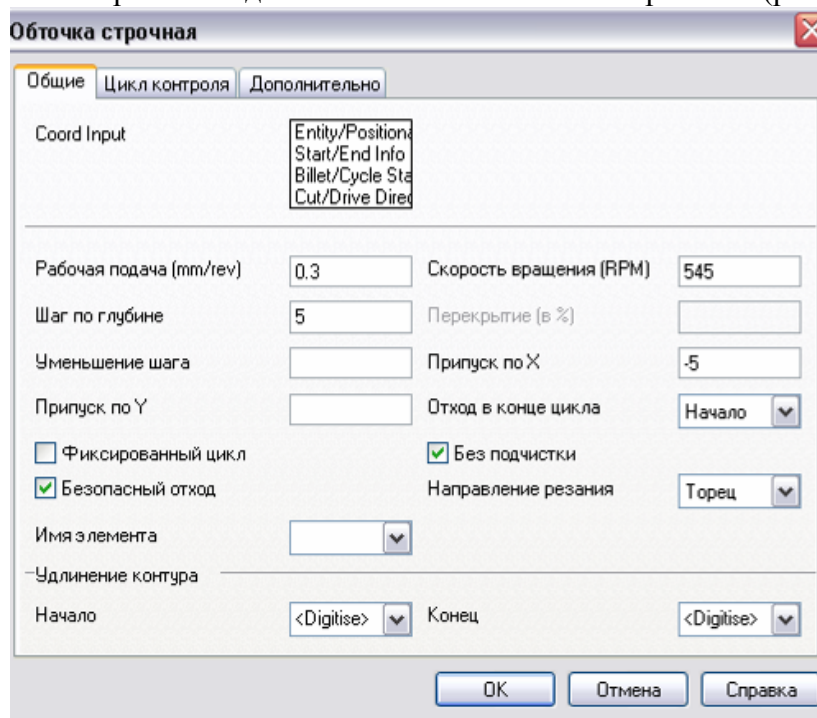 Обточка строчная
Общие Цикл контроля Дополнительно
Coord Input
Entity/Positiona
Start/End Info
Billet/Cycle Sta
Cut/Drive Direc
Рабочая подача (mm/rev) 0.3 Скорость вращения (RPM) 545
Шаг по глубине 5 Перекрытие (в %)
Уменьшение шага Припуск по X -5
Припуск по Y Отход в конце цикла Начало
Фиксированный цикл Без подчистки
Безопасный отход Направление резания Торец
Имя элемента
Удлинение контура
Начало <Digitise> Конец <Digitise>
OK Отмена Справка